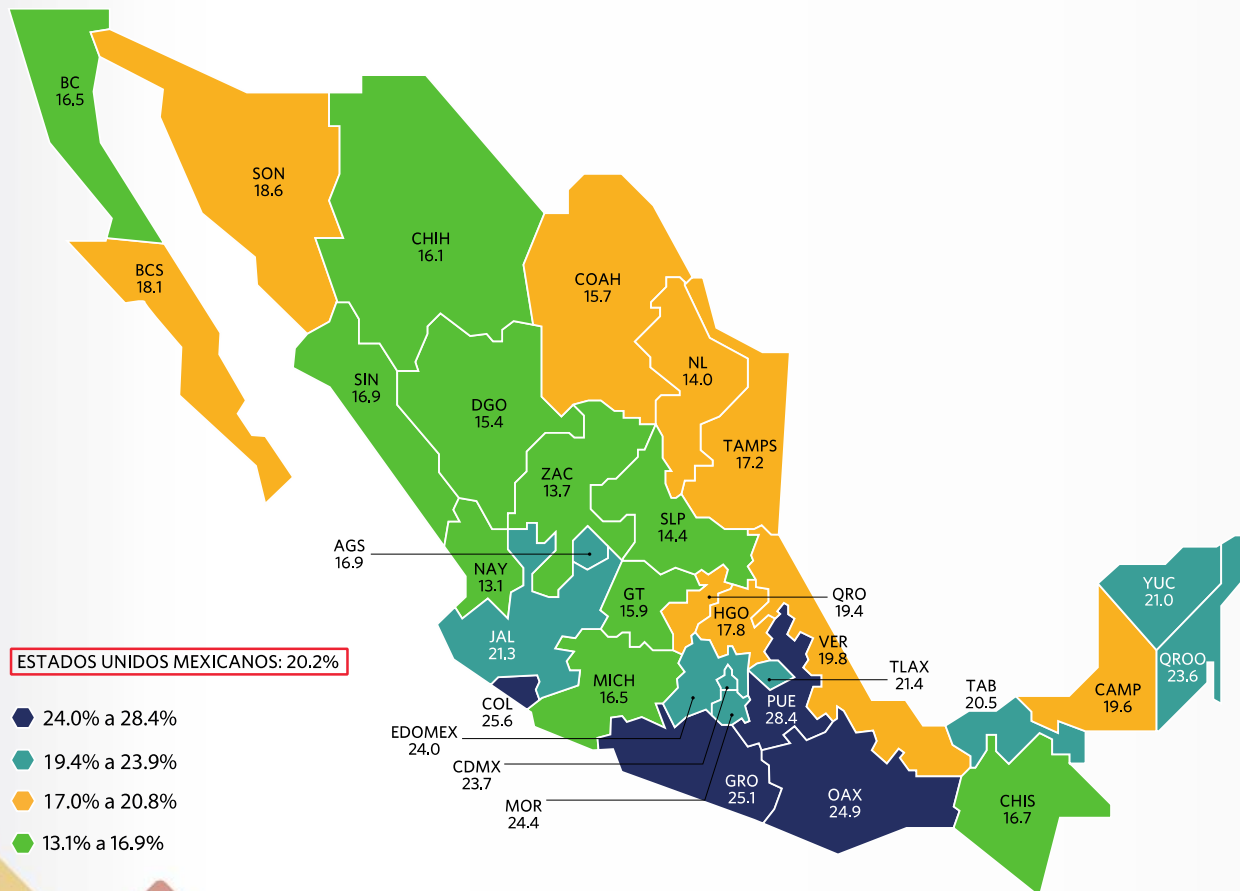 BC
16.5
SON
18.6
CHIH
16.1
BCS
18.1
COAH
15.7
NL
14.0
SIN
16.9
DGO
15.4
TAMPS
17.2
ZAC
13.7
SLP
14.4
AGS
16.9
NAY
13.1
GT
15.9
QRO
19.4
HGO
17.8
YUC
21.0
JAL
21.3
VER
19.8
QROO
23.6
ESTADOS UNIDOS MEXICANOS: 20.2%
TLAX
21.4
MICH
16.5
TAB
20.5
CAMP
19.6
COL
25.6
PUE
28.4
24.0% a 28.4%
EDOMEX
24.0
19.4% a 23.9%
CDMX
23.7
GRO
25.1
OAX
24.9
17.0% a 20.8%
MOR
24.4
CHIS
16.7
13.1% a 16.9%